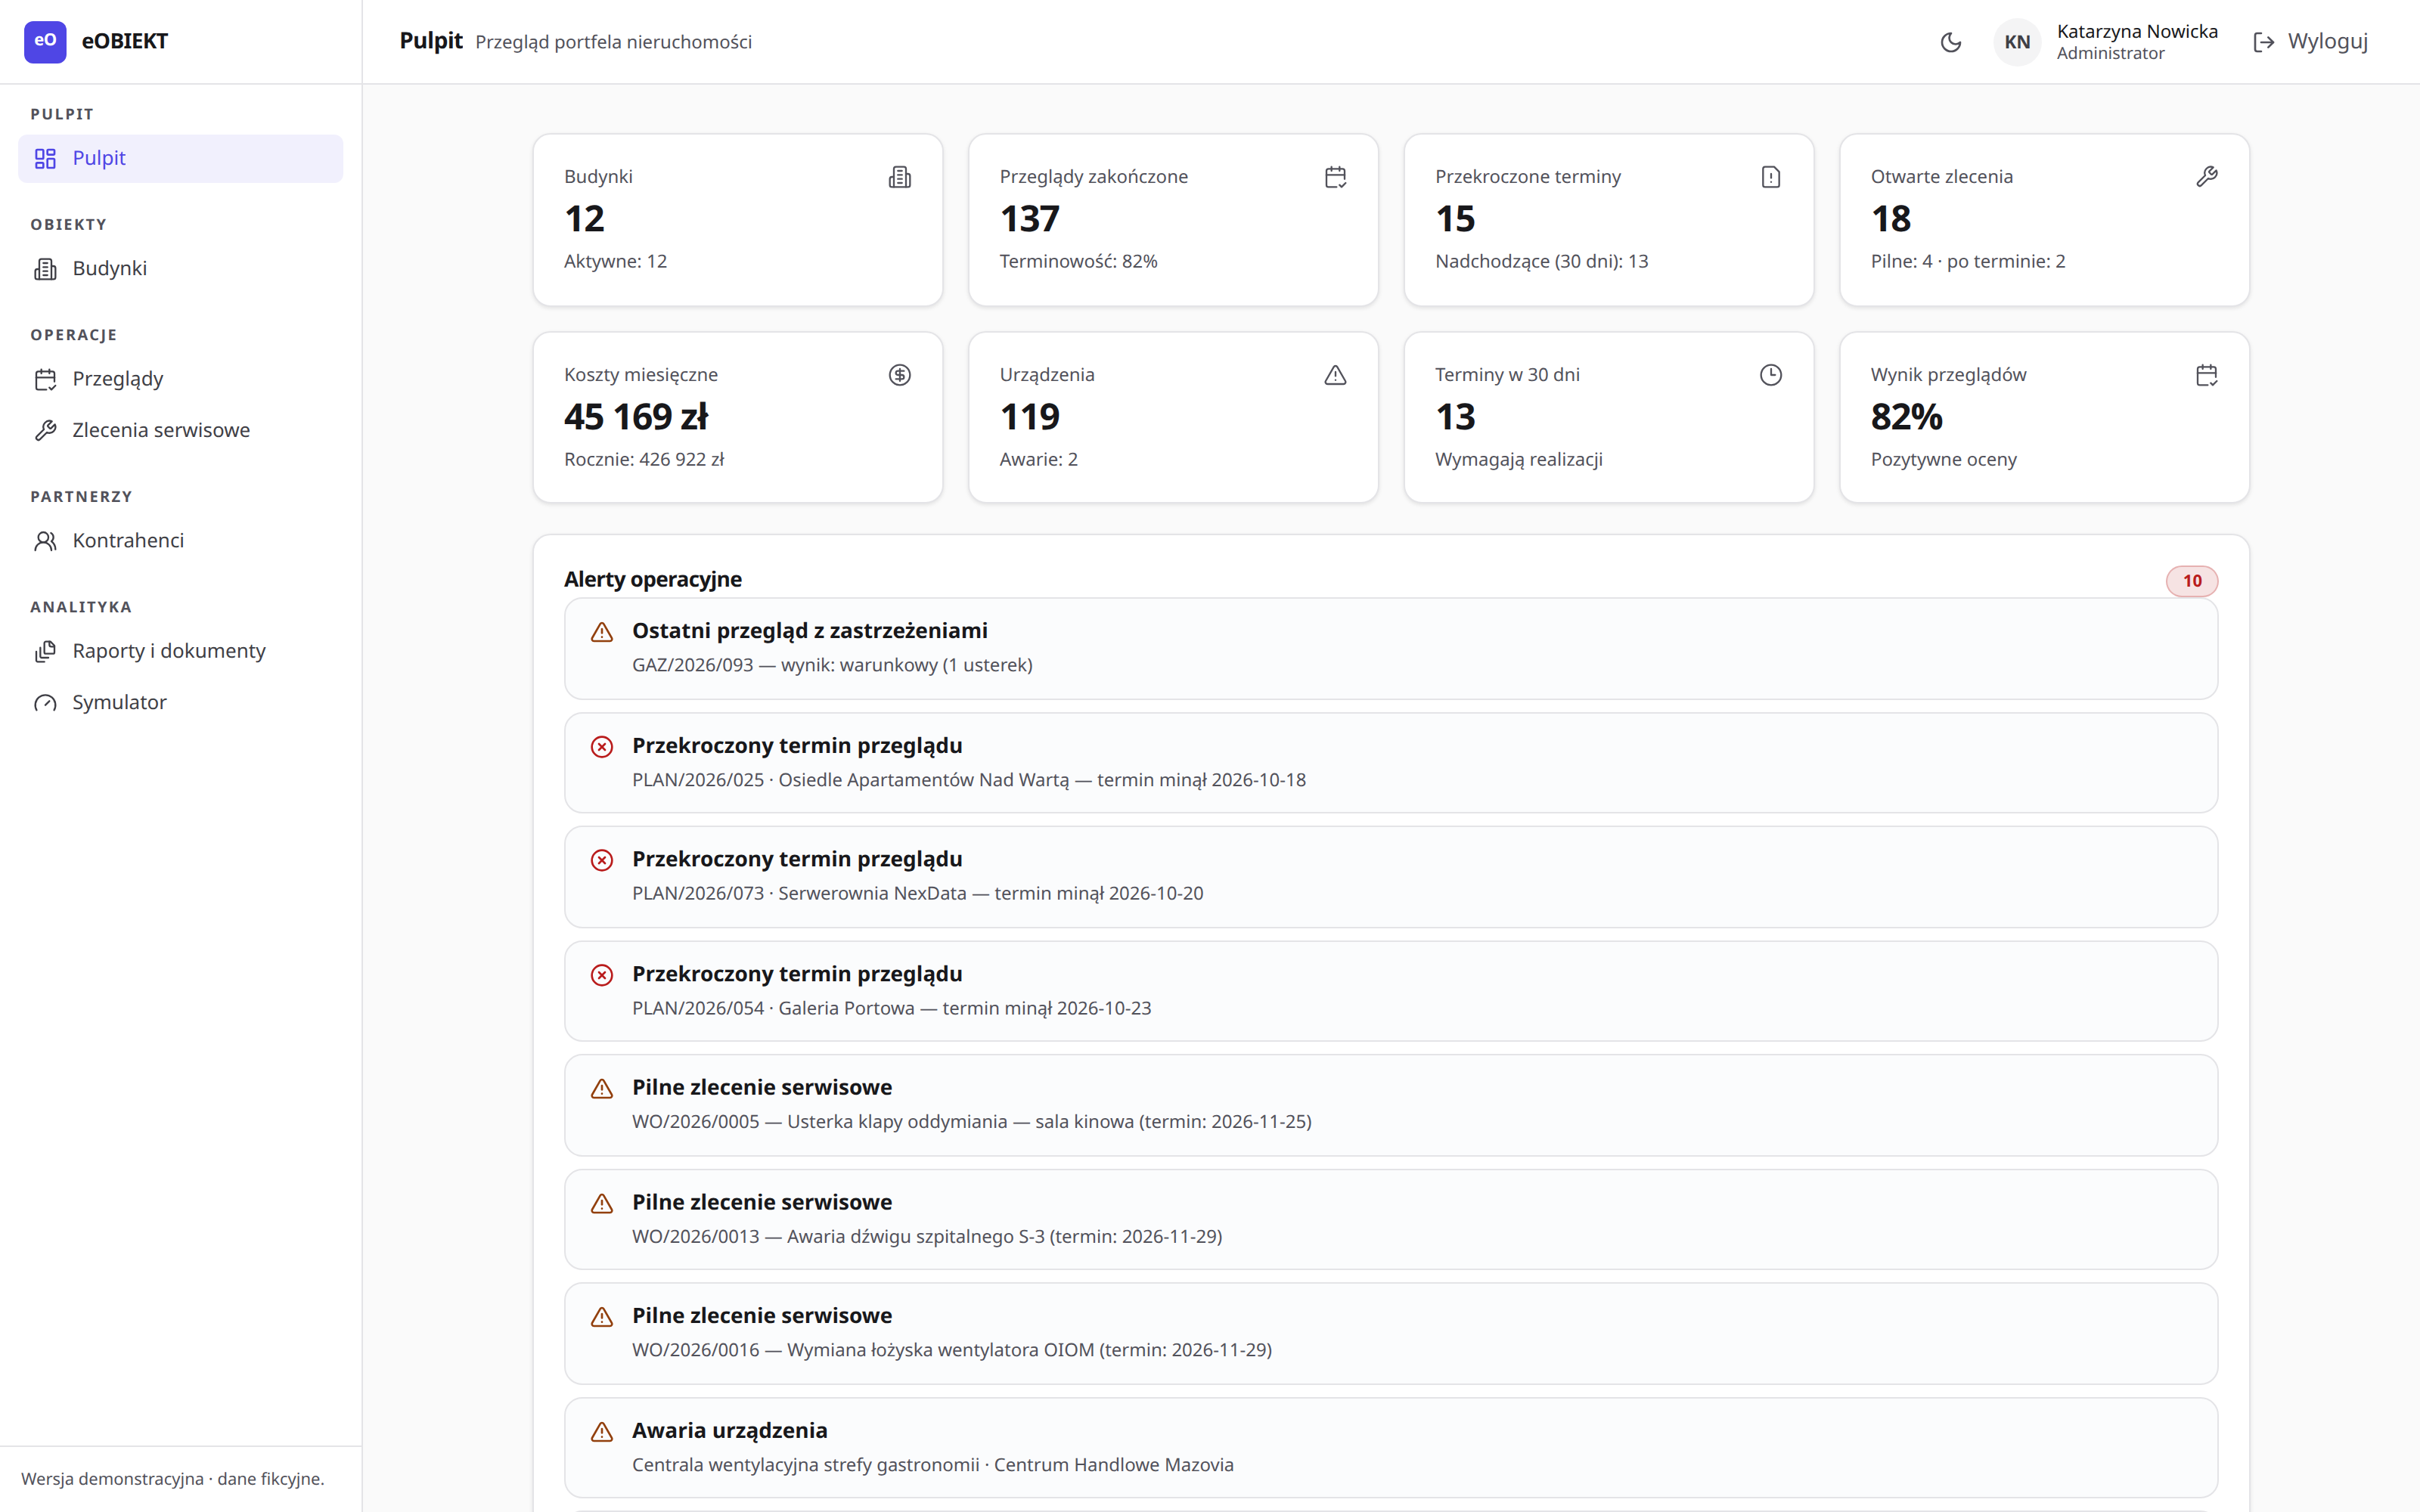 eO eOBIEKT
PULPIT
Pulpit
OBIEKTY
Budynki
OPERACJE
Przeglądy
Zlecenia serwisowe
PARTNERZY
Kontrahenci
ANALITYKA
Raporty i dokumenty
Symulator
Wersja demonstracyjna · dane fikcyjne.
Pulpit Przegląd portfela nieruchomości
KN
Katarzyna Nowicka
Administrator
Wyloguj
Budynki
12
Aktywne: 12
Przeglądy zakończone
137
Terminowość: 82%
Przekroczone terminy
15
Nadchodzące (30 dni): 13
Otwarte zlecenia
18
Pilne: 4 · po terminie: 2
Koszty miesięczne
45 169 zł
Rocznie: 426 922 zł
Urządzenia
119
Awarie: 2
Terminy w 30 dni
13
Wymagają realizacji
Wynik przeglądów
82%
Pozytywne oceny
Alerty operacyjne
10
Ostatni przegląd z zastrzeżeniami
GAZ/2026/093 — wynik: warunkowy (1 usterek)
Przekroczony termin przeglądu
PLAN/2026/025 · Osiedle Apartamentów Nad Wartą — termin minął 2026-10-18
Przekroczony termin przeglądu
PLAN/2026/073 · Serwerownia NexData — termin minął 2026-10-20
Przekroczony termin przeglądu
PLAN/2026/054 · Galeria Portowa — termin minął 2026-10-23
Pilne zlecenie serwisowe
WO/2026/0005 — Usterka klapy oddymiania — sala kinowa (termin: 2026-11-25)
Pilne zlecenie serwisowe
WO/2026/0013 — Awaria dźwigu szpitalnego S-3 (termin: 2026-11-29)
Pilne zlecenie serwisowe
WO/2026/0016 — Wymiana łożyska wentylatora OIOM (termin: 2026-11-29)
Awaria urządzenia
Centrala wentylacyjna strefy gastronomii · Centrum Handlowe Mazovia